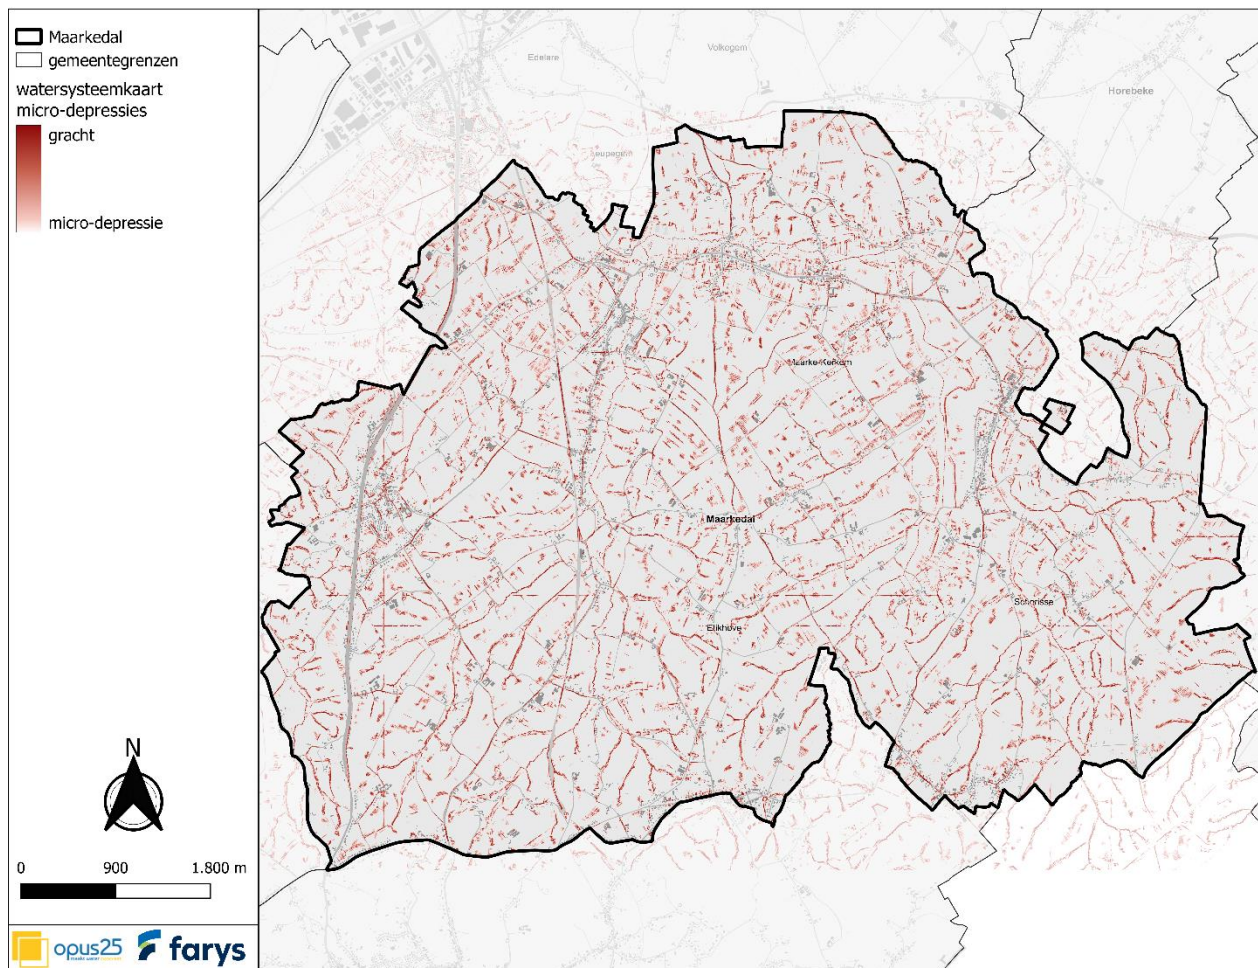 Maarkedal
gemeentegrenzen
watersysteemkaart
micro-depressies
gracht
micro-depressie
N
0 900 1.800 m
opus25
farys
Volkegem
Edelare
Horebeke
Leupegem
Maarke-Kerkem
Maarkedal
Schorisse
Etikhove